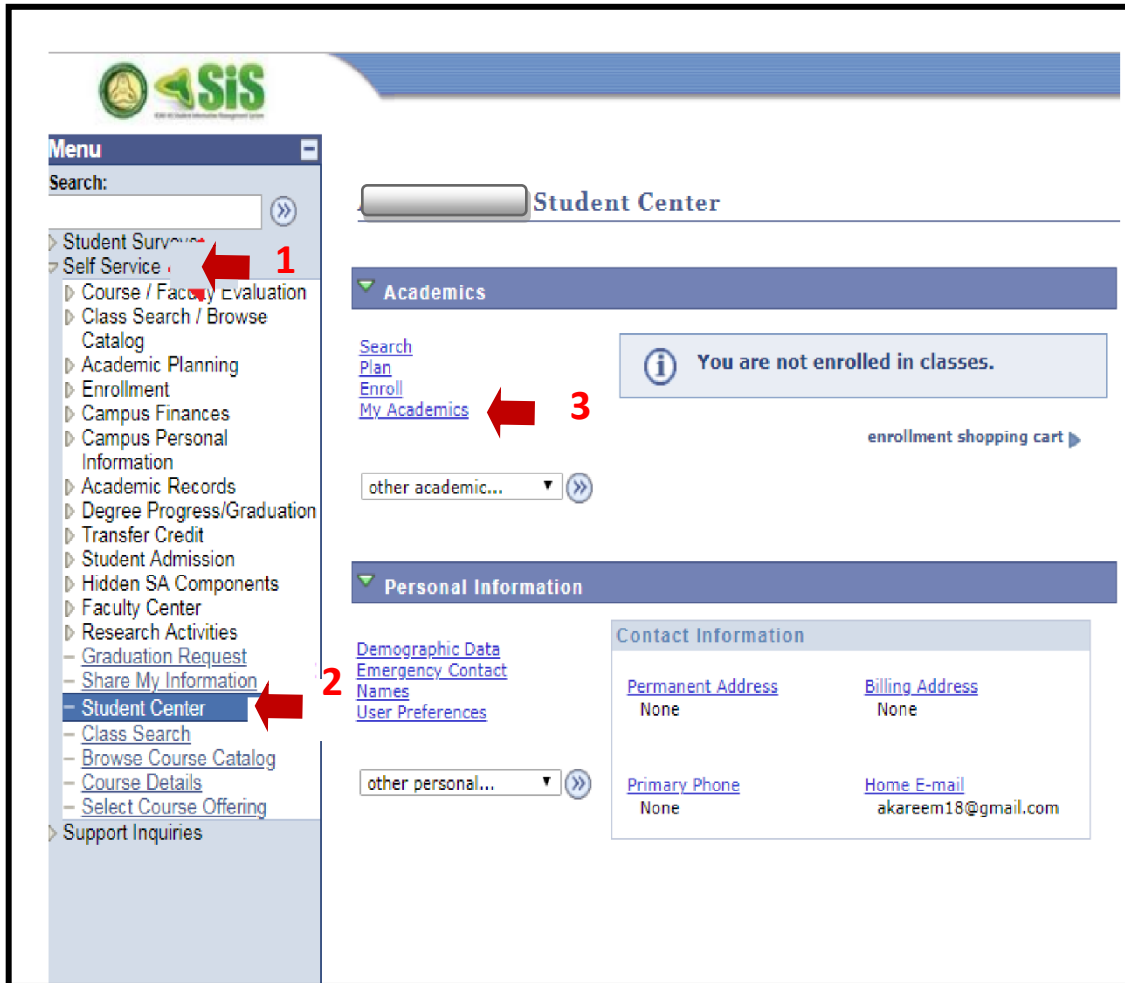 SiS
Menu
Search:
Student Surveys
Self Service
1
Course / Faculty Evaluation
Class Search / Browse
Catalog
Academic Planning
Enrollment
Campus Finances
Campus Personal
Information
Academic Records
Degree Progress/Graduation
Transfer Credit
Student Admission
Hidden SA Components
Faculty Center
Research Activities
Graduation Request
Share My Information
2
Student Center
Class Search
Browse Course Catalog
Course Details
Select Course Offering
Support Inquiries
Student Center
Academics
Search
Plan
Enroll
My Academics
3
You are not enrolled in classes.
enrollment shopping cart
other academic...
Personal Information
Demographic Data
Emergency Contact
Names
User Preferences
other personal...
Contact Information
Permanent Address
None
Billing Address
None
Primary Phone
None
Home E-mail
akareem18@gmail.com